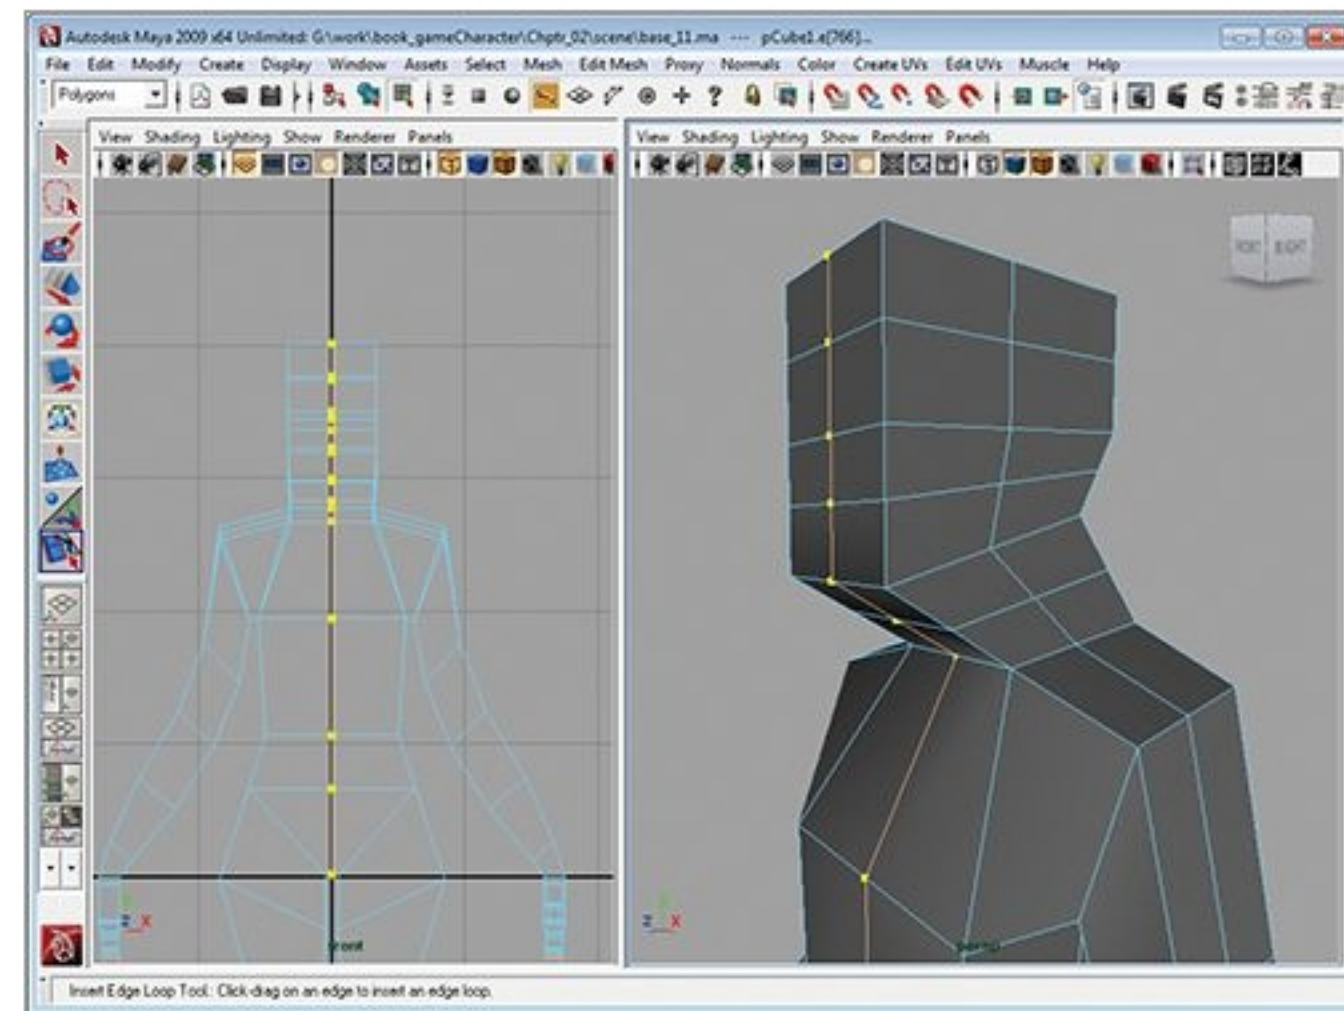 Autodesk Maya 2009 x64 Unlimited: G:\work\book_gameCharacter\Chptr_02\scene\base_11.ma --- pCube1.e[766]...
File Edit Modify Create Display Window Assets Select Mesh Edit Mesh Proxy Normals Color Create UVs Edit UVs Muscle Help
Polygons
View Shading Lighting Show Renderer Panels
View Shading Lighting Show Renderer Panels
FRONT RIGHT
Z X
front
Z X
persp
Insert Edge Loop Tool: Click-drag on an edge to insert an edge loop.